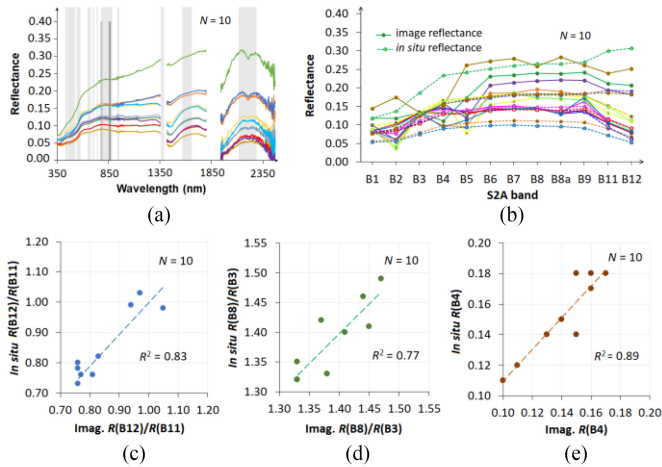 N = 10
Reflectance
0.40
0.35
0.30
0.25
0.20
0.15
0.10
0.05
0.00
350
850
1350
1850
2350
Wavelength (nm)
(a)
image reflectance
in situ reflectance
N = 10
Reflectance
0.40
0.35
0.30
0.25
0.20
0.15
0.10
0.05
0.00
B1 B2 B3 B4 B5 B6 B7 B8 B8a B9 B11 B12
S2A band
(b)
N = 10
In situ R(B12)/R(B11)
1.20
1.10
1.00
0.90
0.80
0.70
R² = 0.83
0.70 0.80 0.90 1.00 1.10 1.20
Imag. R(B12)/R(B11)
(c)
N = 10
In situ R(B8)/R(B3)
1.55
1.50
1.45
1.40
1.35
1.30
R² = 0.77
1.30 1.35 1.40 1.45 1.50 1.55
Imag. R(B8)/R(B3)
(d)
N = 10
In situ R(B4)
0.20
0.18
0.16
0.14
0.12
0.10
R² = 0.89
0.10 0.12 0.14 0.16 0.18 0.20
Imag. R(B4)
(e)